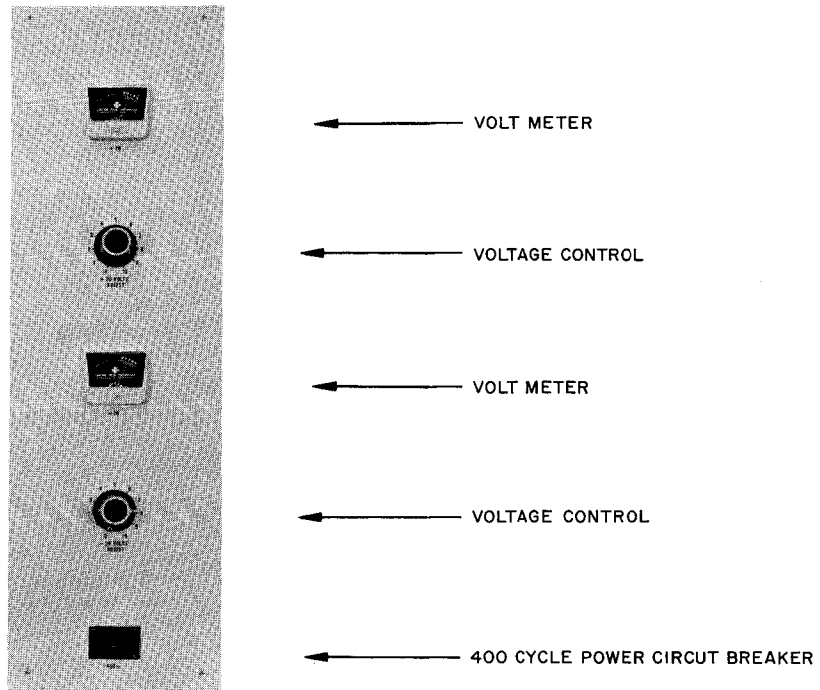 VOLT METER
VOLTAGE CONTROL
VOLT METER
VOLTAGE CONTROL
400 CYCLE POWER CIRCUT BREAKER